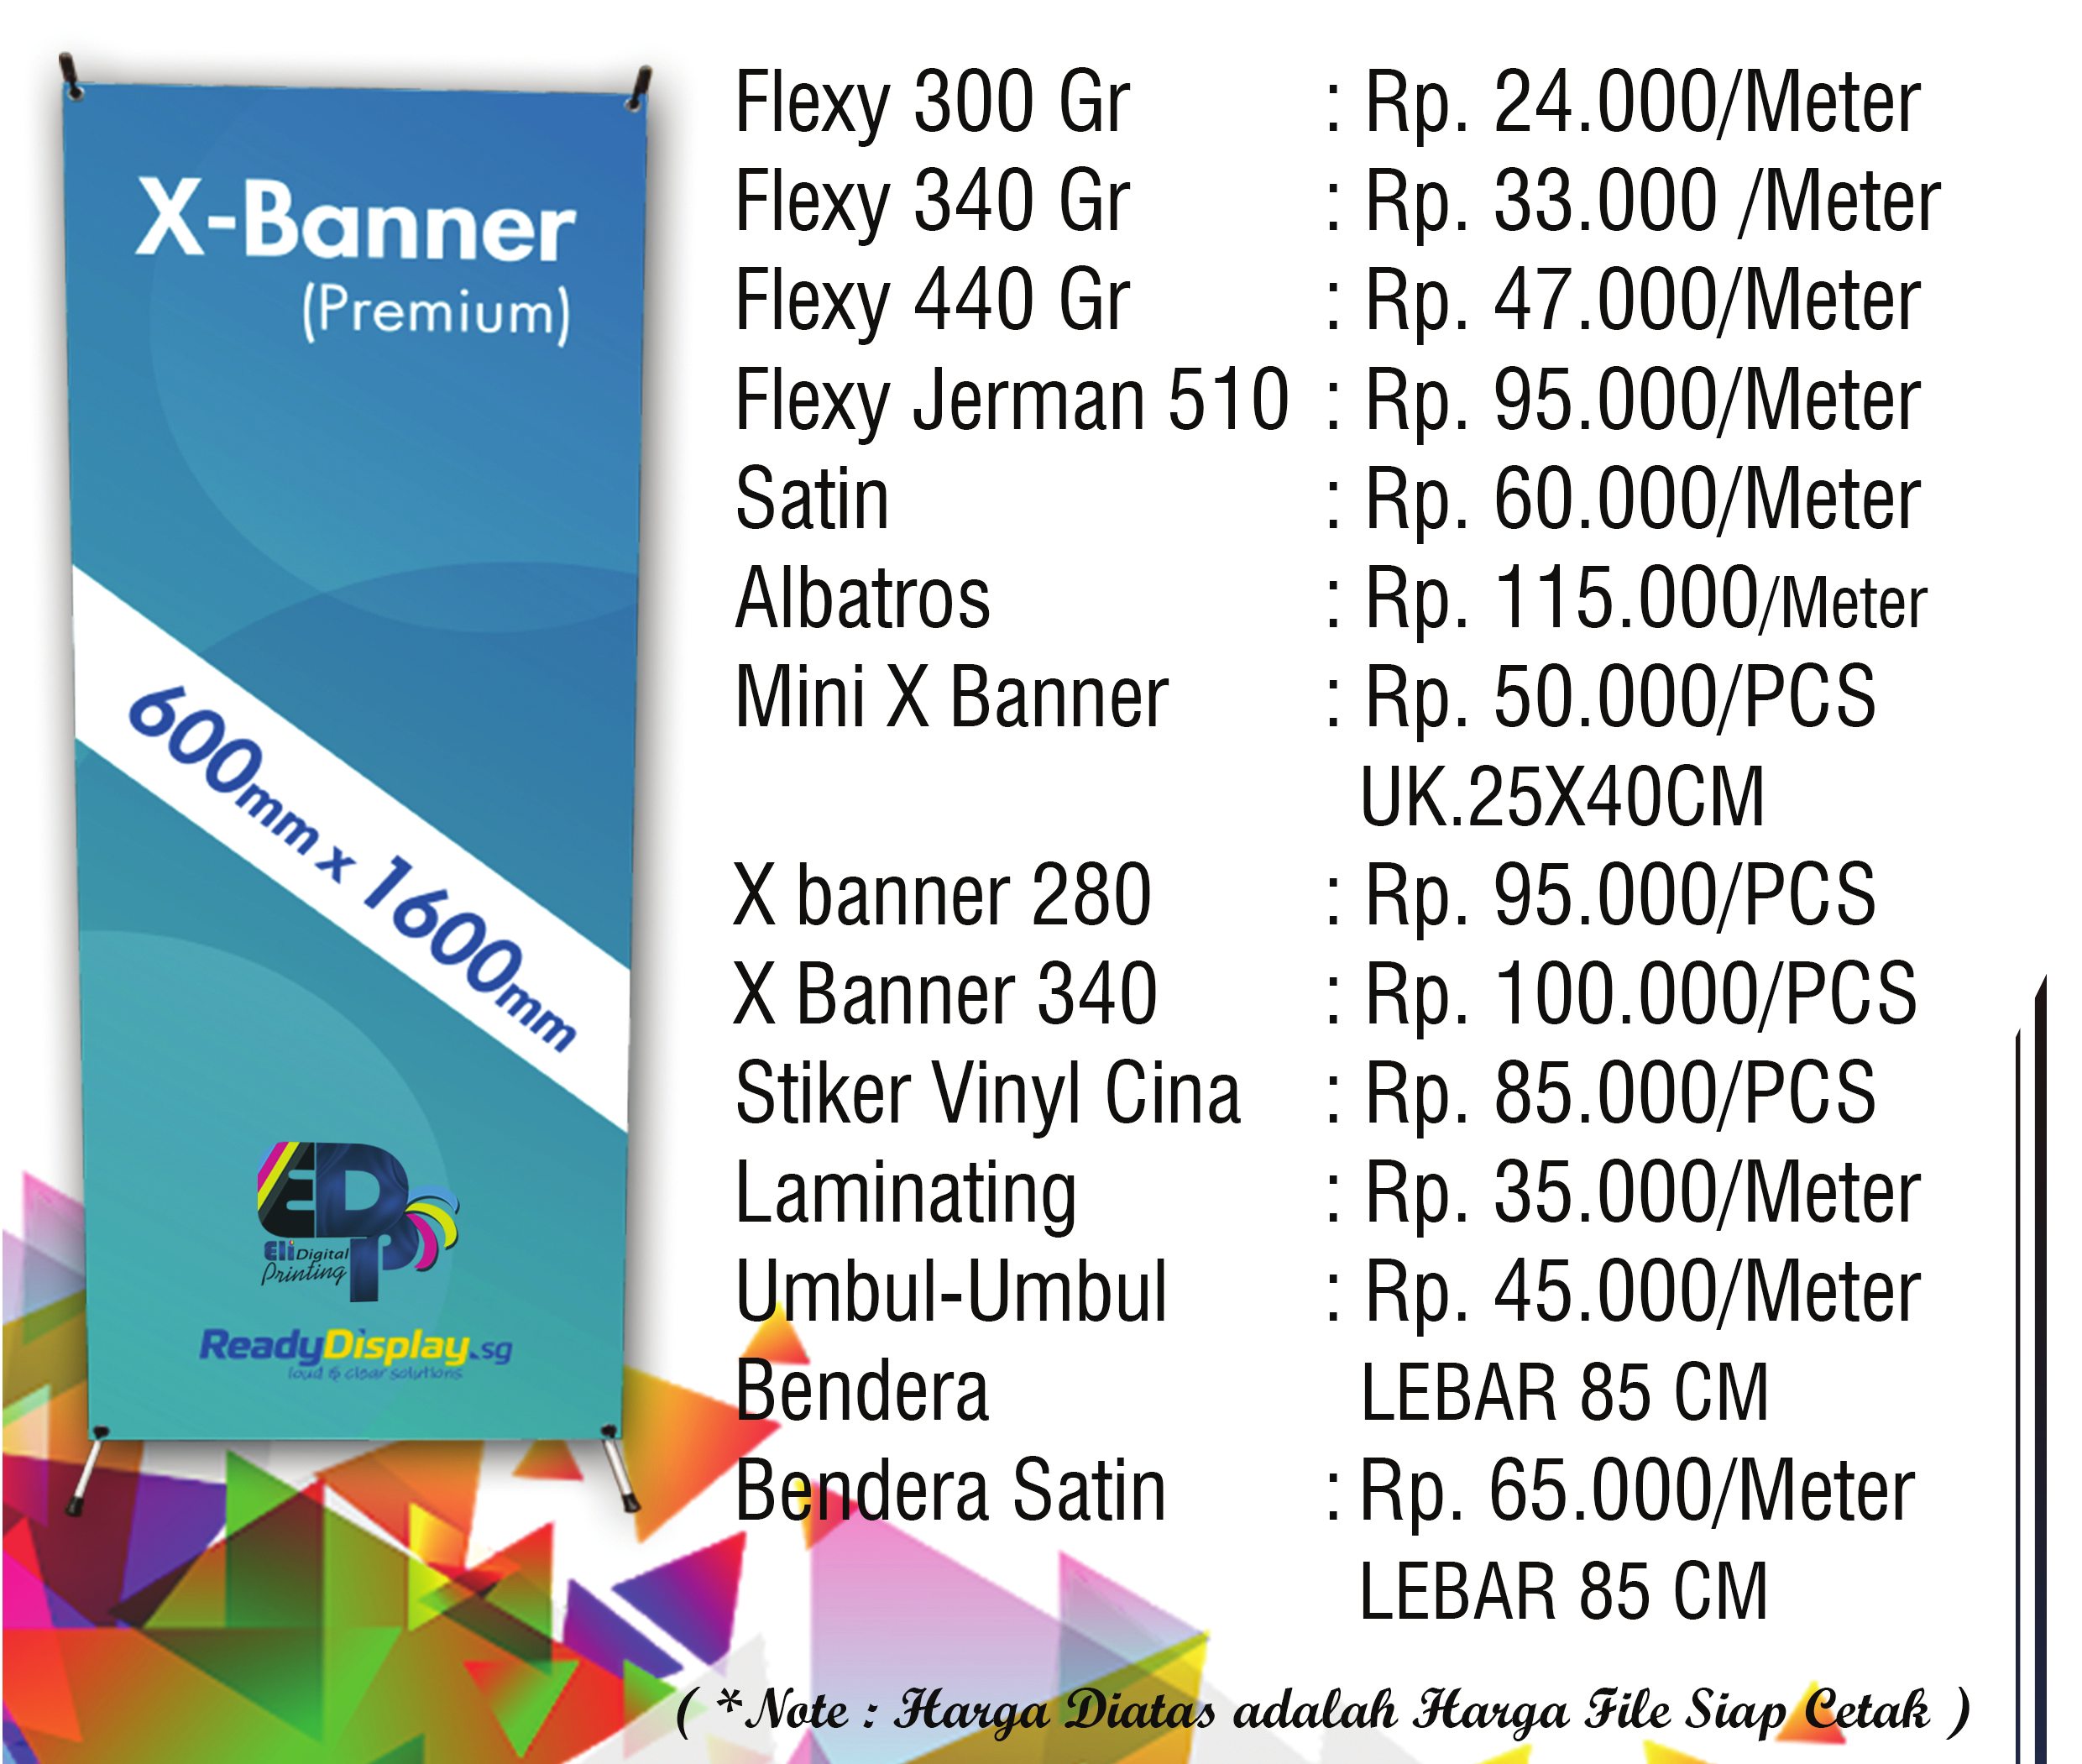 X-Banner
(Premium)
600mm x 1600mm
EDP
Eli Digital
Printing
ReadyDisplay.sg
loud & clear solutions
Flexy 300 Gr : Rp. 24.000/Meter
Flexy 340 Gr : Rp. 33.000 /Meter
Flexy 440 Gr : Rp. 47.000/Meter
Flexy Jerman 510 : Rp. 95.000/Meter
Satin : Rp. 60.000/Meter
Albatros : Rp. 115.000/Meter
Mini X Banner : Rp. 50.000/PCS
UK.25X40CM
X banner 280 : Rp. 95.000/PCS
X Banner 340 : Rp. 100.000/PCS
Stiker Vinyl Cina : Rp. 85.000/PCS
Laminating : Rp. 35.000/Meter
Umbul-Umbul : Rp. 45.000/Meter
Bendera LEBAR 85 CM
Bendera Satin : Rp. 65.000/Meter
LEBAR 85 CM
( *Note : Harga Diatas adalah Harga File Siap Cetak )